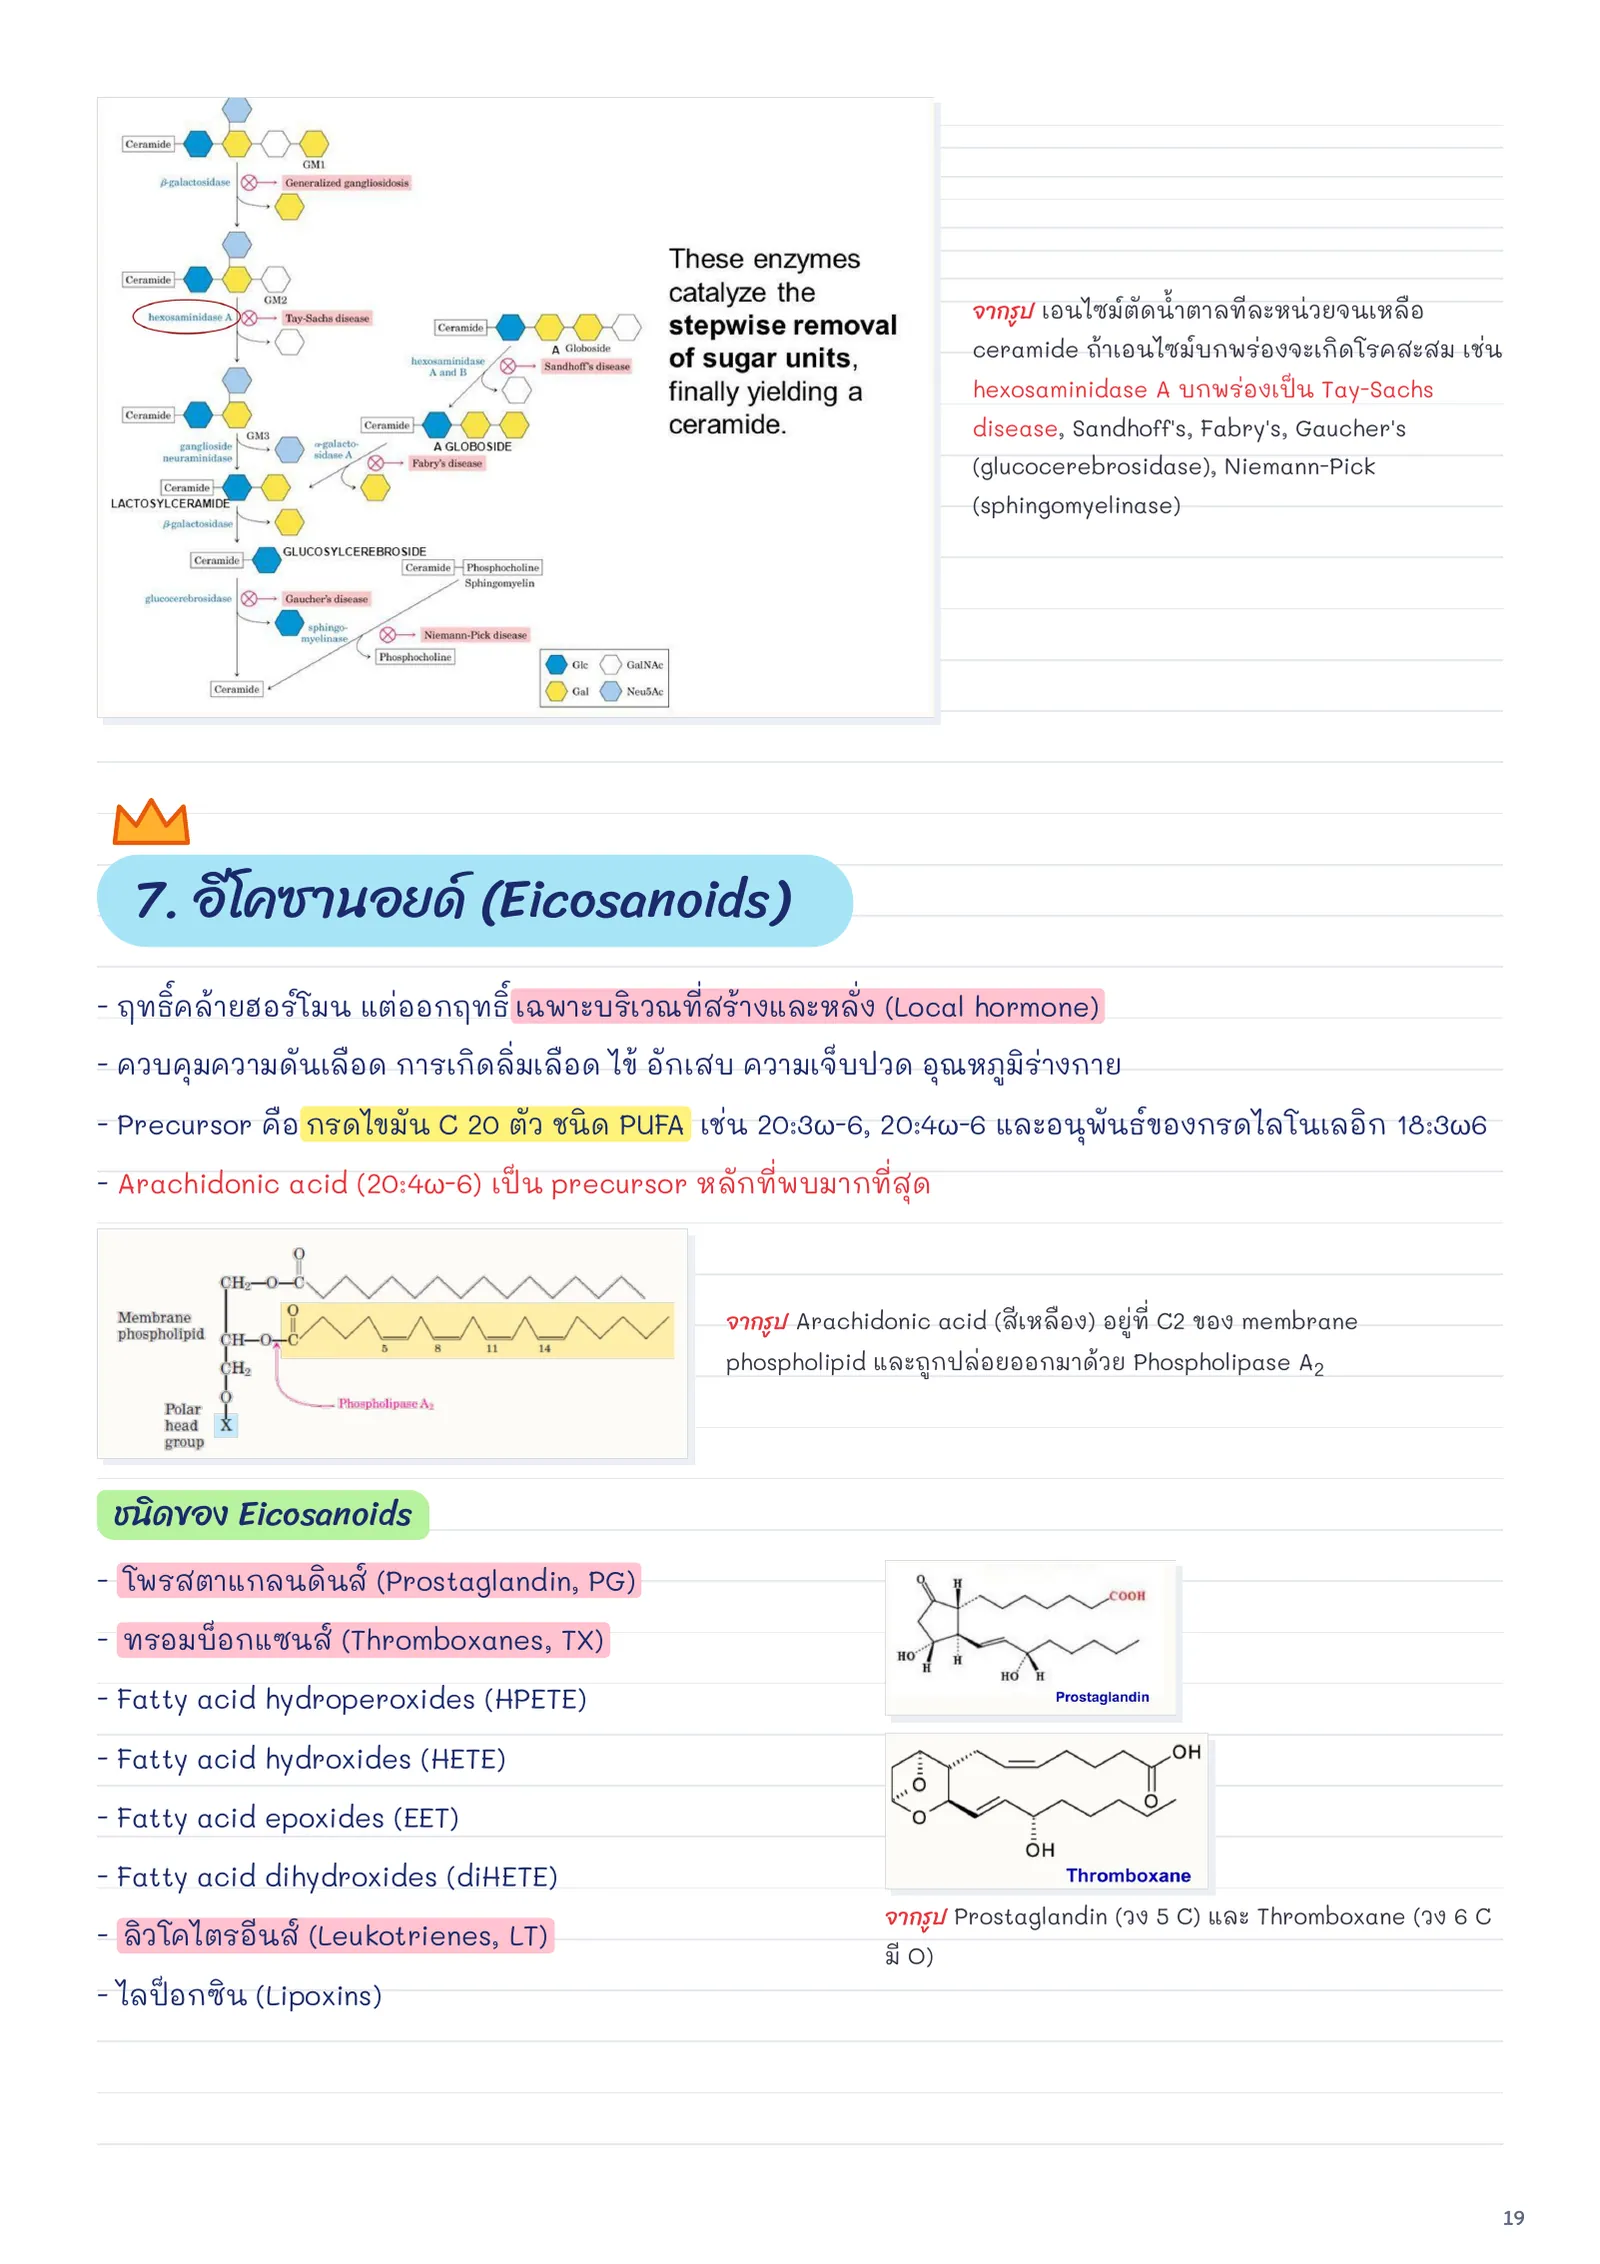 Ceramide
GM1
β-galactosidase
Generalized gangliosidosis
Ceramide
GM2
hexosaminidase A
Tay-Sachs disease
Ceramide
A Globoside
hexosaminidase
A and B
Sandhoff's disease
Ceramide
GM3
ganglioside
neuraminidase
Ceramide
A GLOBOSIDE
α-galacto-
sidase A
Fabry's disease
Ceramide
LACTOSYLCERAMIDE
β-galactosidase
Ceramide
GLUCOSYLCEREBROSIDE
Ceramide Phosphocholine
Sphingomyelin
glucocerebrosidase
Gaucher's disease
sphingo-
myelinase
Niemann-Pick disease
Phosphocholine
Ceramide
Glc GalNAc
Gal Neu5Ac
These enzymes
catalyze the
stepwise removal
of sugar units,
finally yielding a
ceramide.
จากรูป เอนไซม์ตัดน้ำตาลทีละหน่วยจนเหลือ
ceramide ถ้าเอนไซม์บกพร่องจะเกิดโรคสะสม เช่น
hexosaminidase A บกพร่องเป็น Tay-Sachs
disease, Sandhoff's, Fabry's, Gaucher's
(glucocerebrosidase), Niemann-Pick
(sphingomyelinase)
7. อีโคซานอยด์ (Eicosanoids)
- ฤทธิ์คล้ายฮอร์โมน แต่ออกฤทธิ์เฉพาะบริเวณที่สร้างและหลั่ง (Local hormone)
- ควบคุมความดันเลือด การเกิดลิ่มเลือด ไข้ อักเสบ ความเจ็บปวด อุณหภูมิร่างกาย
- Precursor คือ กรดไขมัน C 20 ตัว ชนิด PUFA เช่น 20:3ω-6, 20:4ω-6 และอนุพันธ์ของกรดไลโนเลอิก 18:3ω6
- Arachidonic acid (20:4ω-6) เป็น precursor หลักที่พบมากที่สุด
O
CH₂—O—C
Membrane
phospholipid
O
CH—O—C
5 8 11 14
CH₂
O
Phospholipase A₂
Polar
head
group
X
จากรูป Arachidonic acid (สีเหลือง) อยู่ที่ C2 ของ membrane
phospholipid และถูกปล่อยออกมาด้วย Phospholipase A₂
ชนิดของ Eicosanoids
- โพรสตาแกลนดินส์ (Prostaglandin, PG)
- ทรอมบ็อกแซนส์ (Thromboxanes, TX)
- Fatty acid hydroperoxides (HPETE)
- Fatty acid hydroxides (HETE)
- Fatty acid epoxides (EET)
- Fatty acid dihydroxides (diHETE)
- ลิวโคไตรอีนส์ (Leukotrienes, LT)
- ไลป็อกซิน (Lipoxins)
O H
COOH
HO H H
HO H
Prostaglandin
OH
O
O
O
OH
Thromboxane
จากรูป Prostaglandin (วง 5 C) และ Thromboxane (วง 6 C
มี O)
19